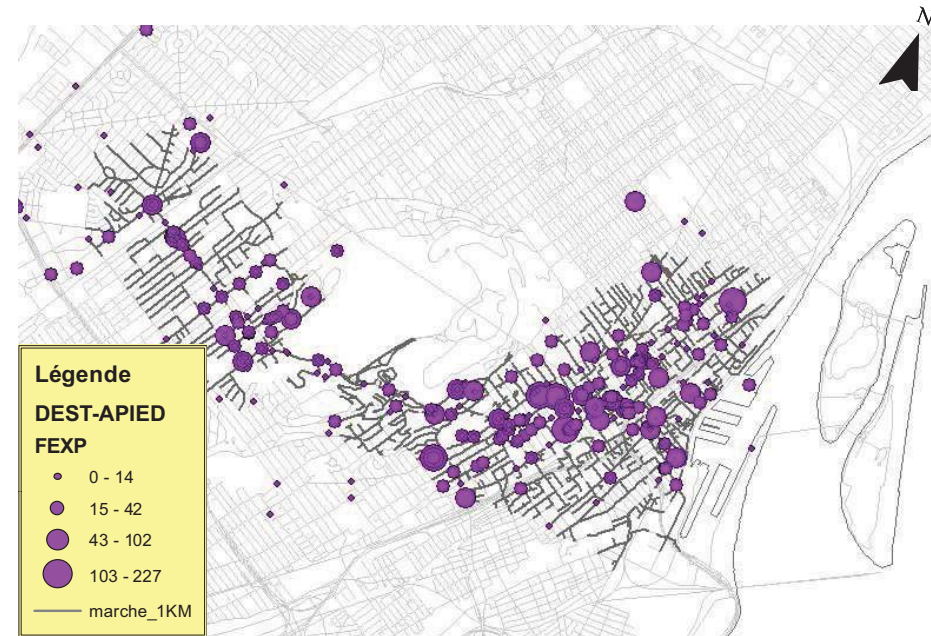 N
Légende
DEST-APIED
FEXP
0 - 14
15 - 42
43 - 102
103 - 227
marche_1KM